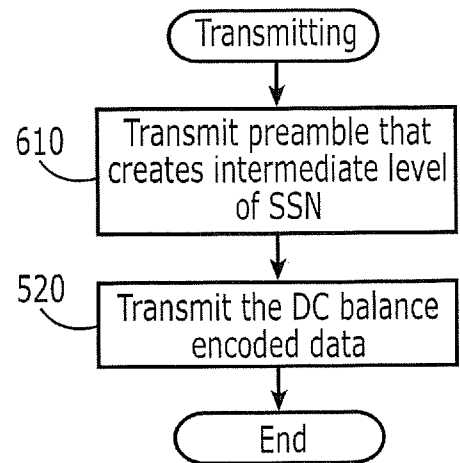 Transmitting
610
Transmit preamble that
creates intermediate level
of SSN
520
Transmit the DC balance
encoded data
End